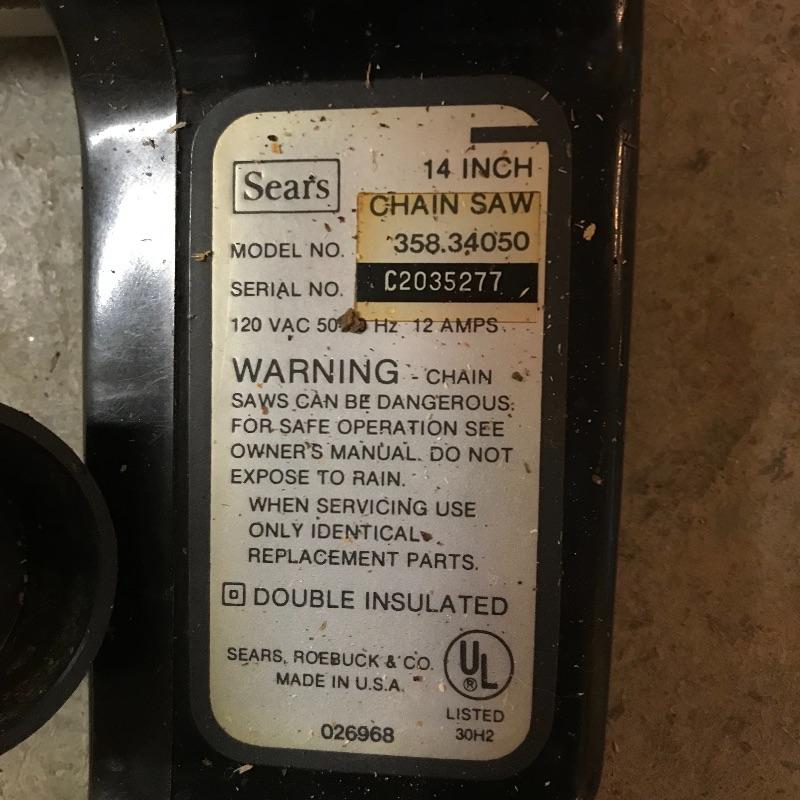 Sears
14 INCH
CHAIN SAW
MODEL NO. 358.34050
SERIAL NO. C2035277
120 VAC Hz 12 AMPS
WARNING - CHAIN
SAWS CAN BE DANGEROUS.
FOR SAFE OPERATION SEE
OWNER'S MANUAL. DO NOT
EXPOSE TO RAIN.
WHEN SERVICING USE
ONLY IDENTICAL
REPLACEMENT PARTS.
DOUBLE INSULATED
SEARS, ROEBUCK & CO.
MADE IN U.S.A.
UL
®
LISTED
30H2
026968